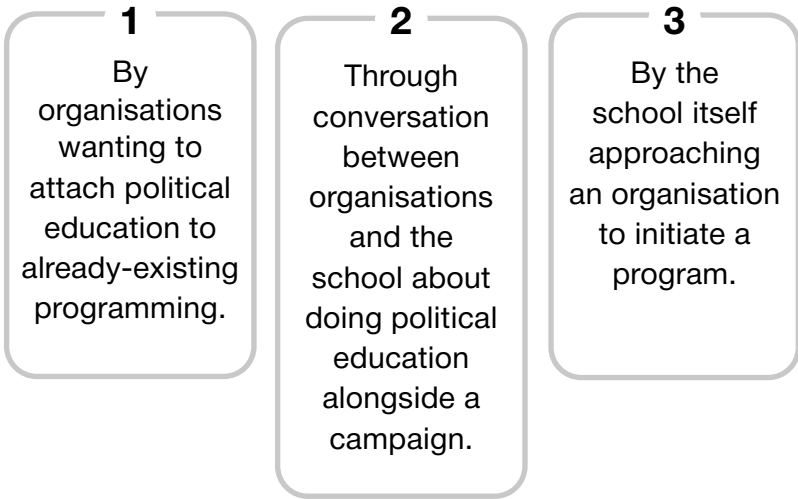 1
By
organisations
wanting to
attach political
education to
already-existing
programming.
2
Through
conversation
between
organisations
and the
school about
doing political
education
alongside a
campaign.
3
By the
school itself
approaching
an organisation
to initiate a
program.